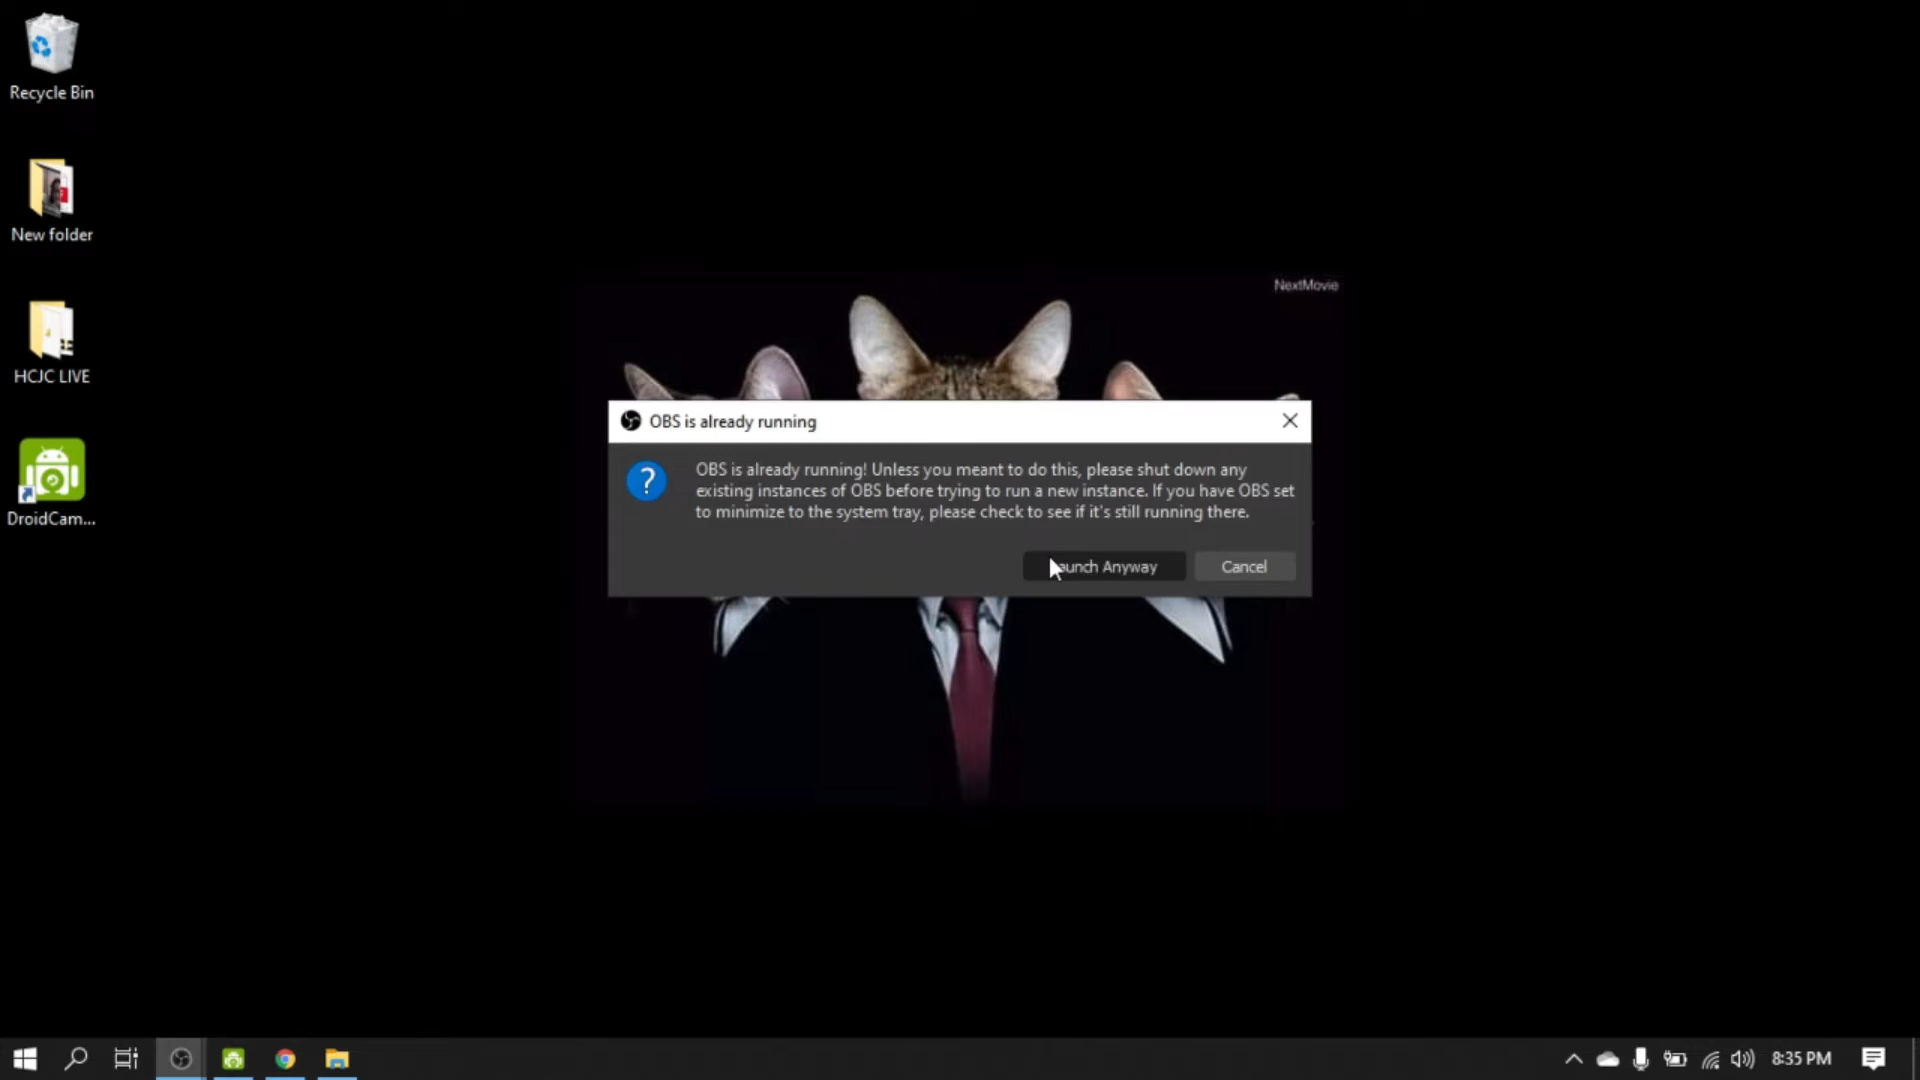 Recycle Bin
New folder
HCJC LIVE
DroidCam...
NextMovie
OBS is already running
OBS is already running! Unless you meant to do this, please shut down any
existing instances of OBS before trying to run a new instance. If you have OBS set
to minimize to the system tray, please check to see if it's still running there.
Launch Anyway
Cancel
8:35 PM